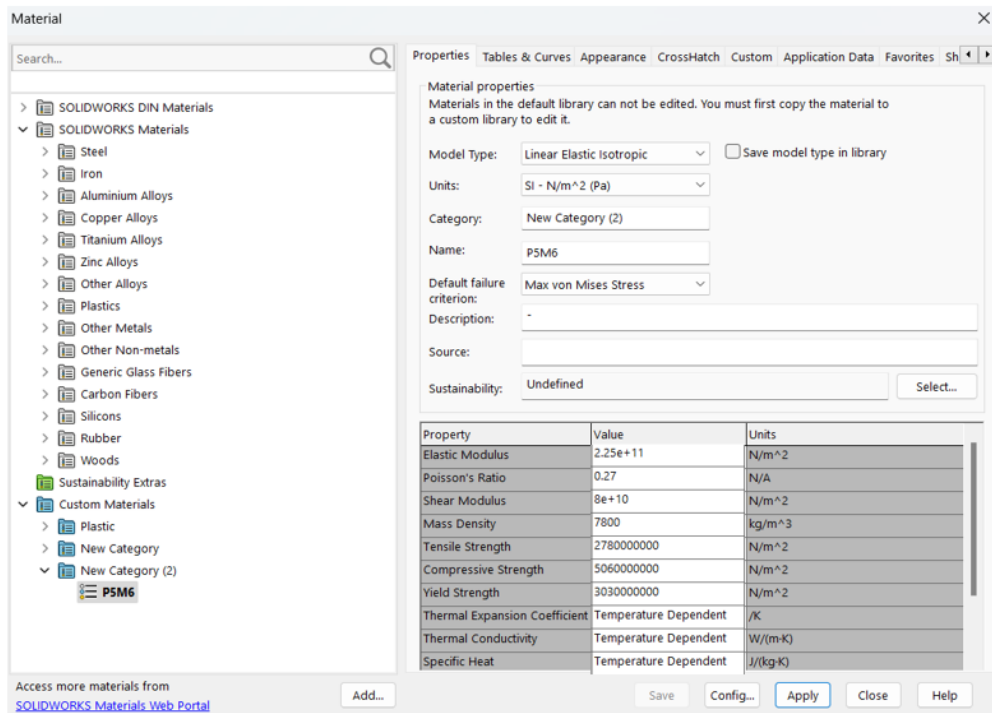 Material
Search...
SOLIDWORKS DIN Materials
SOLIDWORKS Materials
Steel
Iron
Aluminium Alloys
Copper Alloys
Titanium Alloys
Zinc Alloys
Other Alloys
Plastics
Other Metals
Other Non-metals
Generic Glass Fibers
Carbon Fibers
Silicons
Rubber
Woods
Sustainability Extras
Custom Materials
Plastic
New Category
New Category (2)
P5M6
Access more materials from
SOLIDWORKS Materials Web Portal
Add...
Properties Tables & Curves Appearance CrossHatch Custom Application Data Favorites Sh
Material properties
Materials in the default library can not be edited. You must first copy the material to
a custom library to edit it.
Model Type: Linear Elastic Isotropic Save model type in library
Units: SI - N/m^2 (Pa)
Category: New Category (2)
Name: P5M6
Default failure
criterion: Max von Mises Stress
Description: -
Source:
Sustainability: Undefined Select...
Property Value Units
Elastic Modulus 2.25e+11 N/m^2
Poisson's Ratio 0.27 N/A
Shear Modulus 8e+10 N/m^2
Mass Density 7800 kg/m^3
Tensile Strength 2780000000 N/m^2
Compressive Strength 5060000000 N/m^2
Yield Strength 3030000000 N/m^2
Thermal Expansion Coefficient Temperature Dependent /K
Thermal Conductivity Temperature Dependent W/(m·K)
Specific Heat Temperature Dependent J/(kg·K)
Save Config... Apply Close Help